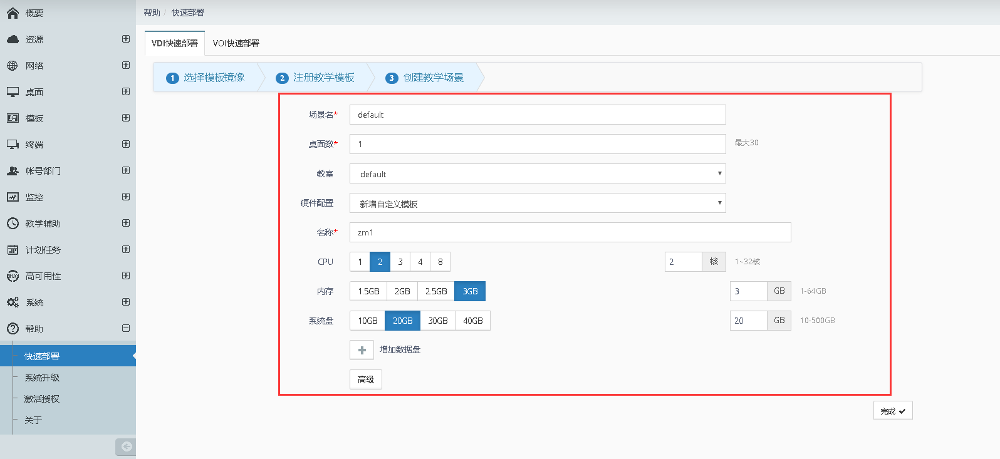 概要
资源
网络
桌面
模板
终端
帐号部门
监控
教学辅助
计划任务
高可用性
系统
帮助
快速部署
系统升级
激活授权
关于
帮助 / 快速部署
VDI快速部署 VOI快速部署
1 选择模板镜像 2 注册教学模板 3 创建教学场景
场景名* default
桌面数* 1 最大30
教室 default
硬件配置 新增自定义模板
名称* zm1
CPU 1 2 3 4 8 2 核 1~32核
内存 1.5GB 2GB 2.5GB 3GB 3 GB 1-64GB
系统盘 10GB 20GB 30GB 40GB 20 GB 10-500GB
增加数据盘
高级
完成